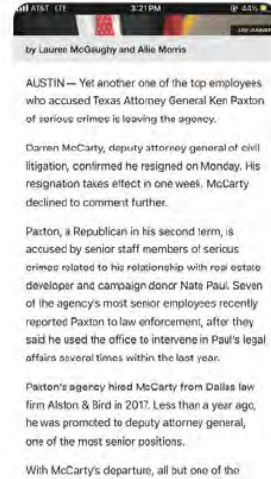 AT&T LTE 3:21 PM 44%
by Lauren McGaughy and Allie Morris
AUSTIN — Yet another one of the top employees
who accused Texas Attorney General Ken Paxton
of serious crimes is leaving the agency.
Darren McCarty, deputy attorney general of civil
litigation, confirmed he resigned on Monday. His
resignation takes effect in one week. McCarty
declined to comment further.
Paxton, a Republican in his second term, is
accused by senior staff members of serious
crimes related to his relationship with real estate
developer and campaign donor Nate Paul. Seven
of the agency's most senior employees recently
reported Paxton to law enforcement, after they
said he used the office to intervene in Paul's legal
affairs several times within the last year.
Paxton's agency hired McCarty from Dallas law
firm Alston & Bird in 2017. Less than a year ago,
he was promoted to deputy attorney general,
one of the most senior positions.
With McCarty's departure, all but one of the